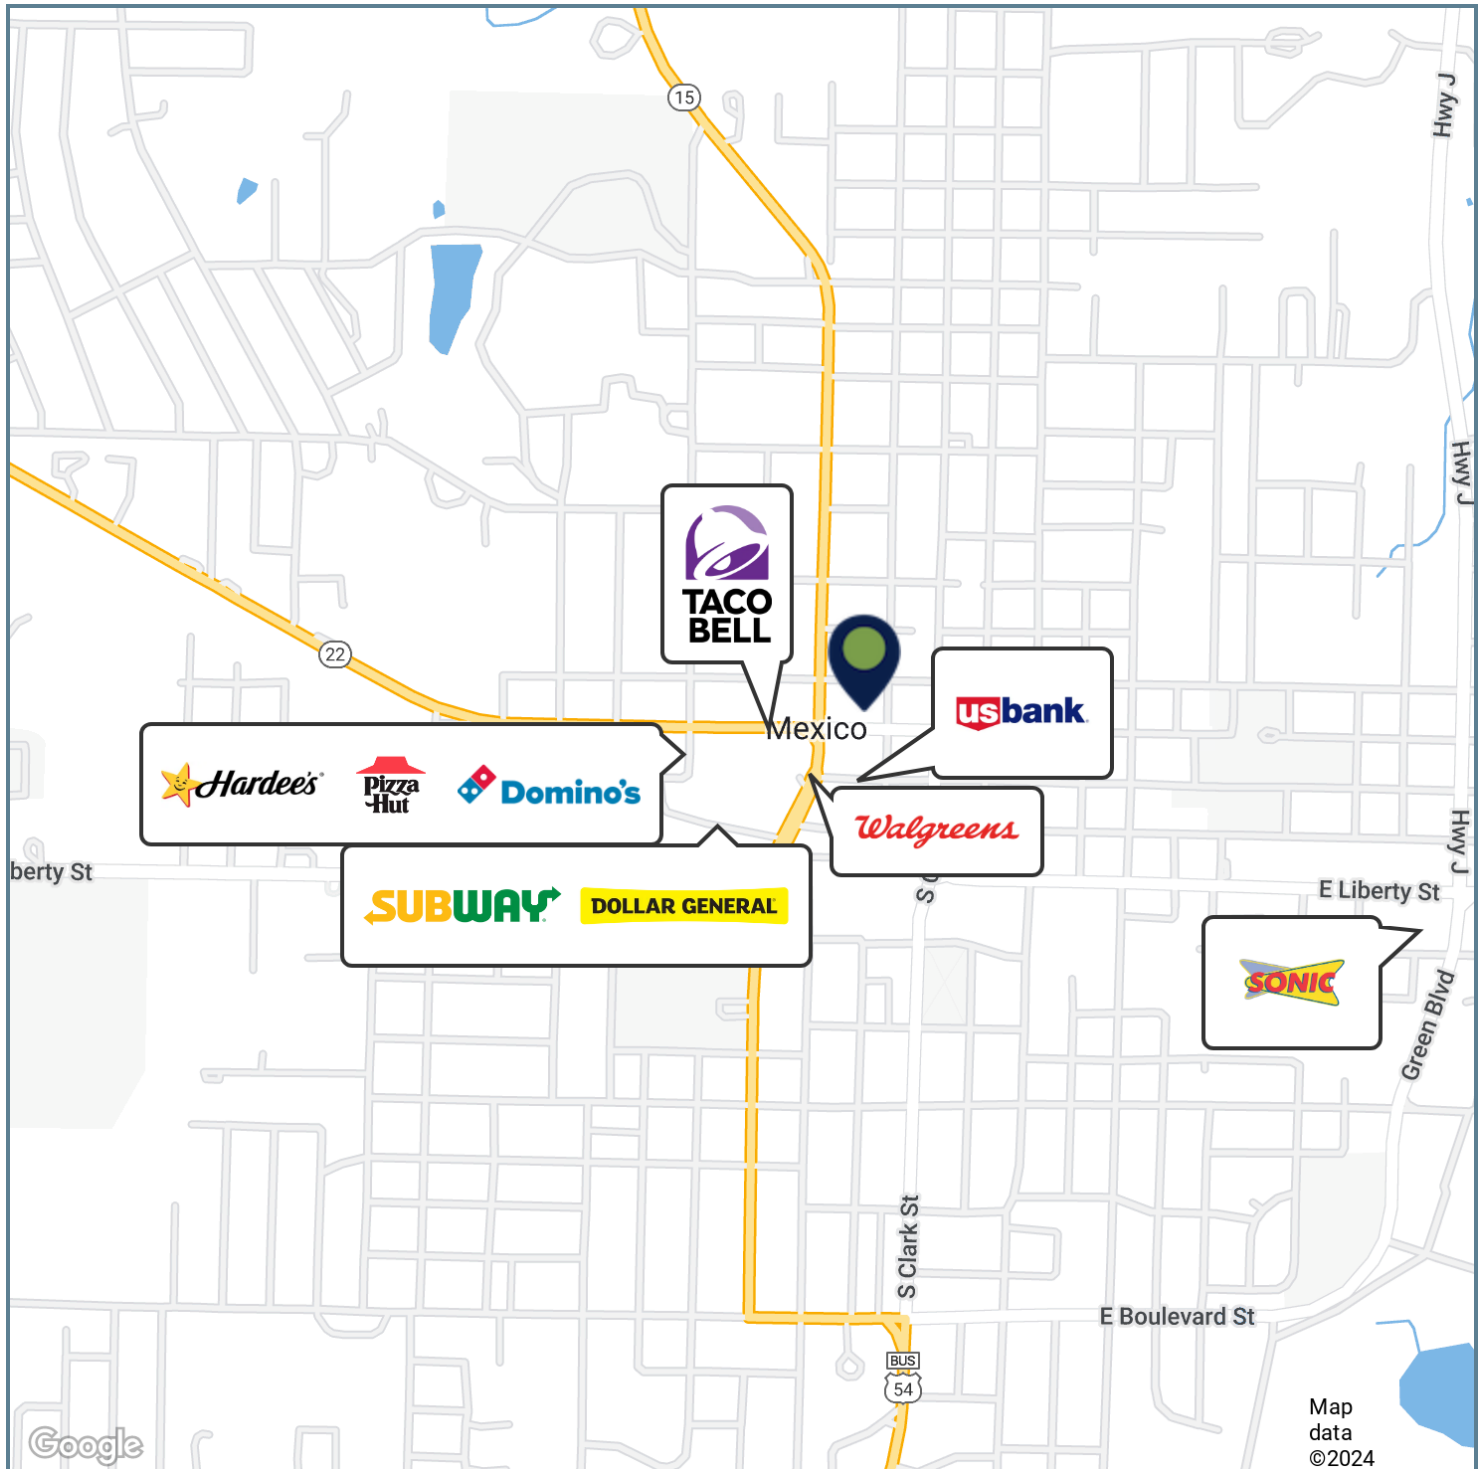 15
Hwy J
Hwy J
TACO
BELL
22
usbank
Mexico
Hardee's
Pizza
Hut
Domino's
Walgreens
Hwy J
berty St
S C
E Liberty St
SUBWAY
DOLLAR GENERAL
SONIC
Green Blvd
S Clark St
E Boulevard St
BUS
54
Google
Map
data
©2024